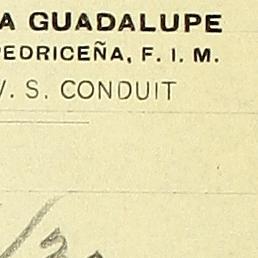 A GUADALUPE
PEDRICEÑA, F. I. M.
W. S. CONDUIT